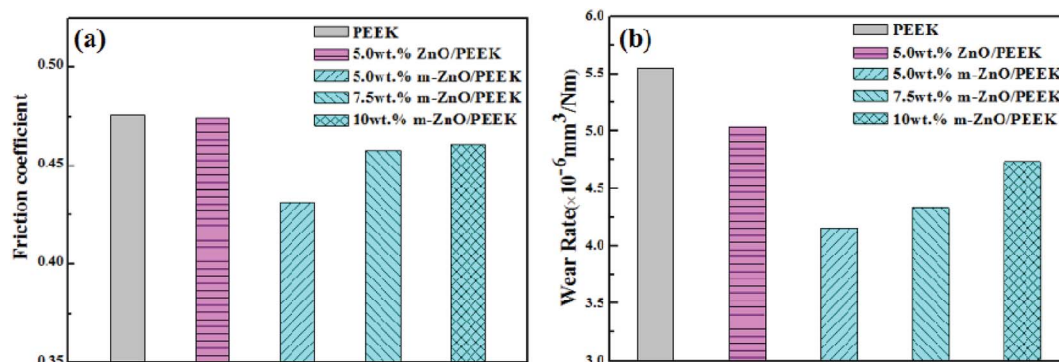 (a)
PEEK
5.0wt.% ZnO/PEEK
5.0wt.% m-ZnO/PEEK
7.5wt.% m-ZnO/PEEK
10wt.% m-ZnO/PEEK
Friction coefficient
0.50
0.45
0.40
0.35
(b)
PEEK
5.0wt.% ZnO/PEEK
5.0wt.% m-ZnO/PEEK
7.5wt.% m-ZnO/PEEK
10wt.% m-ZnO/PEEK
Wear Rate(×10⁻⁶mm³/Nm)
6.0
5.5
5.0
4.5
4.0
3.5
3.0